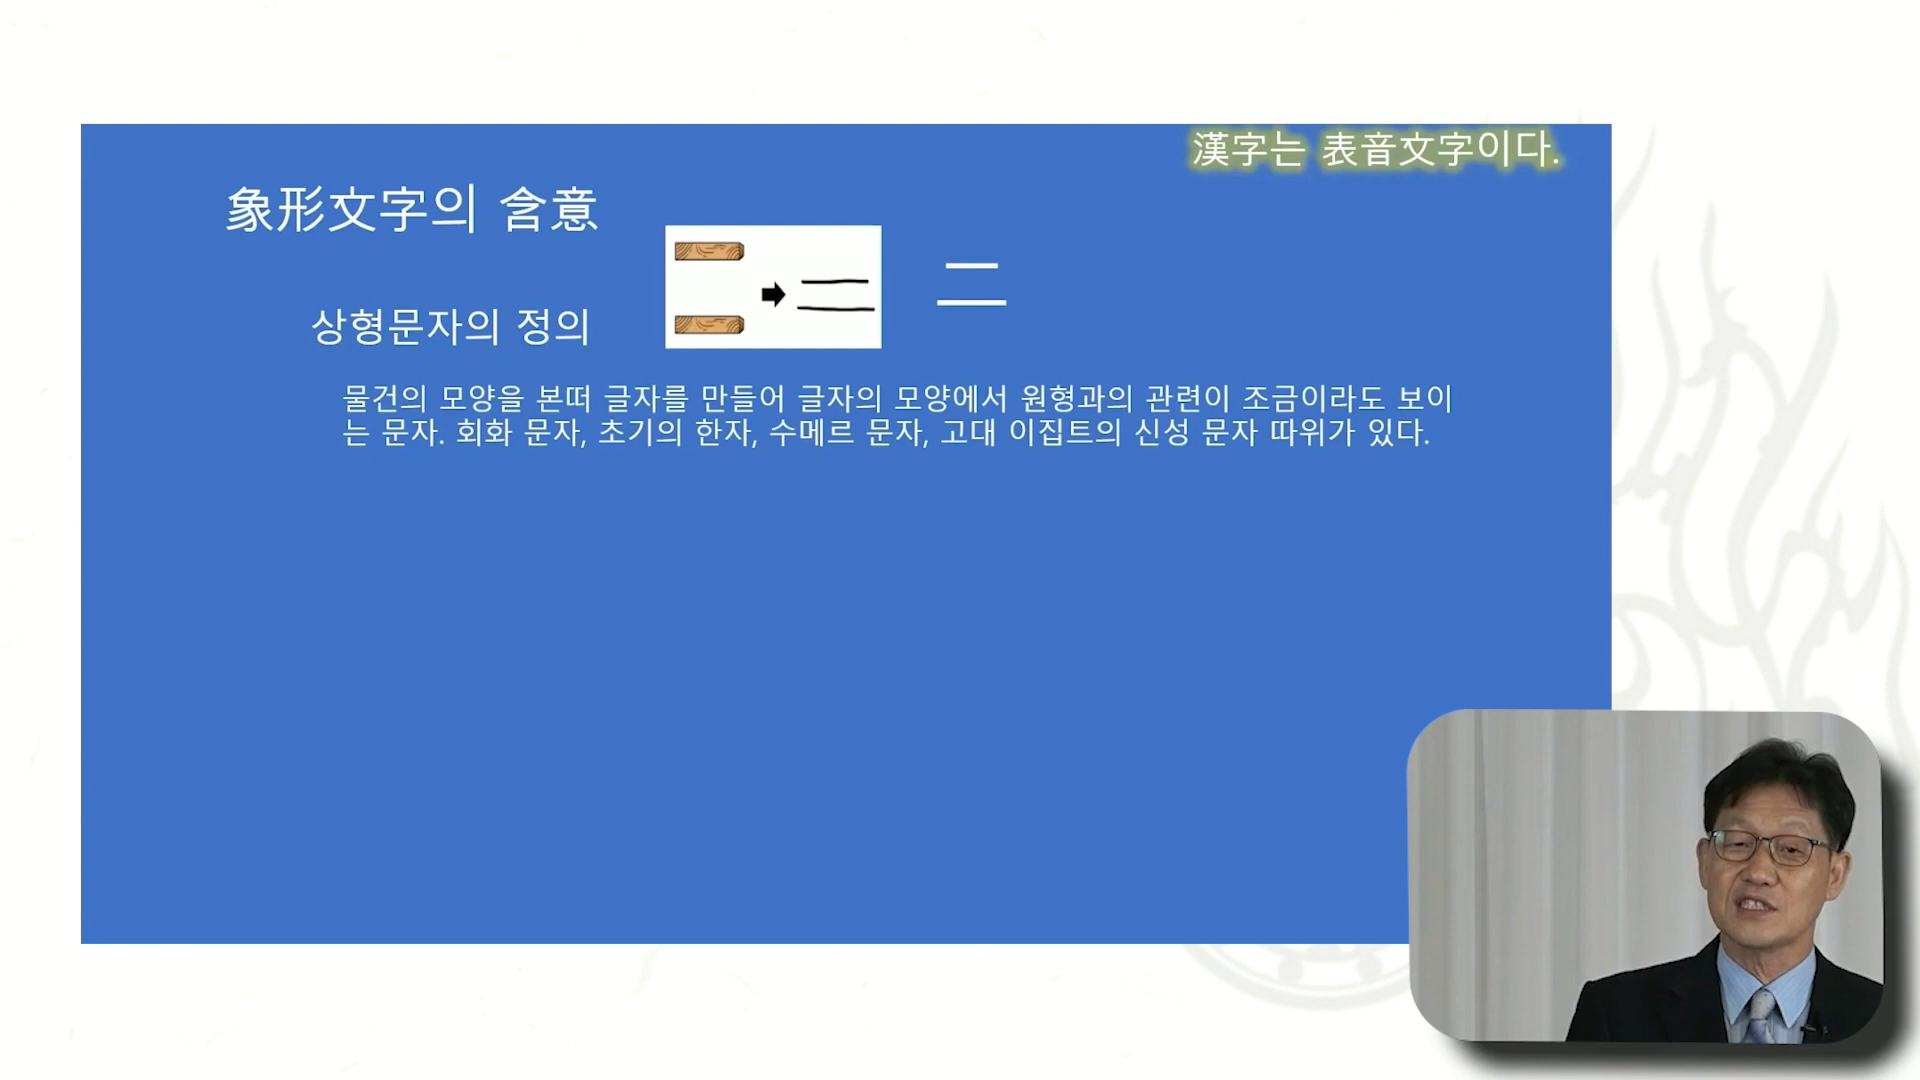 漢字는 表音文字이다.
象形文字의 含意
二
상형문자의 정의
물건의 모양을 본떠 글자를 만들어 글자의 모양에서 원형과의 관련이 조금이라도 보이
는 문자. 회화 문자, 초기의 한자, 수메르 문자, 고대 이집트의 신성 문자 따위가 있다.